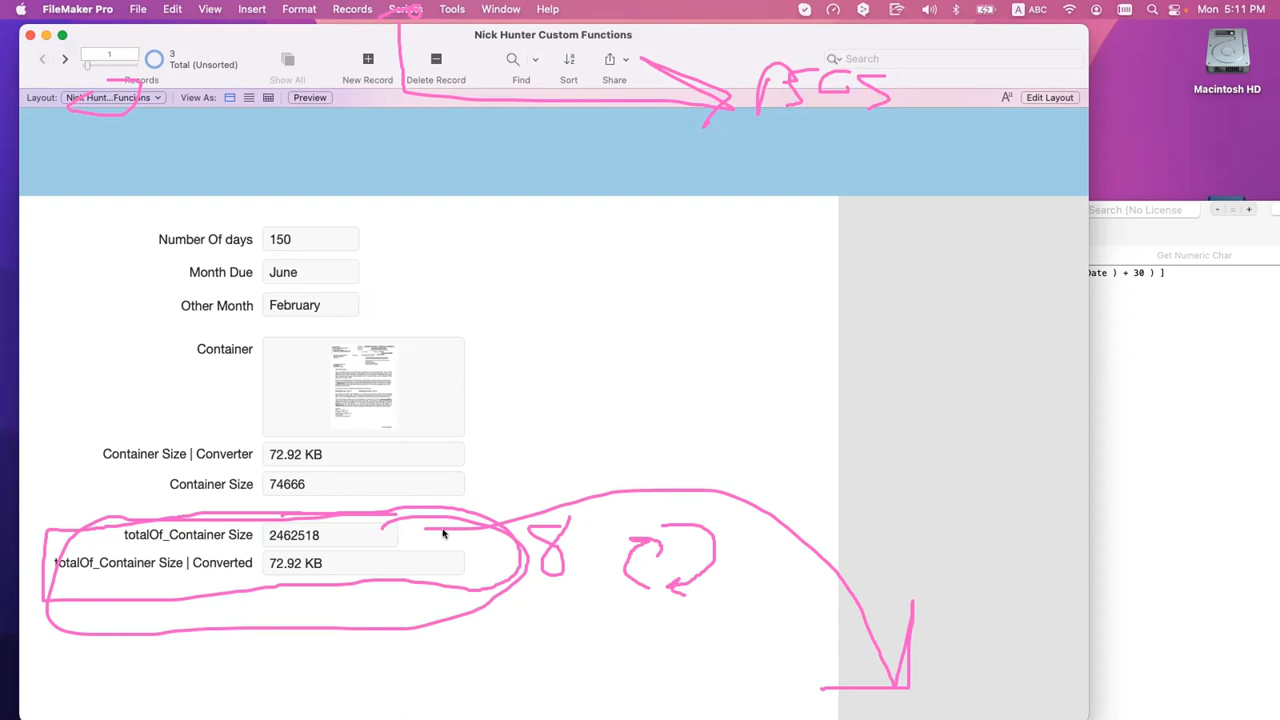 FileMaker Pro File Edit View Insert Format Records Scripts Tools Window Help ABC Mon 5:11 PM
Nick Hunter Custom Functions
1 3 Total (Unsorted)
Records Show All New Record Delete Record Find Sort Share Search
Layout: Nick Hunt...Funcions View As: Preview Aa Edit Layout
Macintosh HD
Search (No License - = +
Get Numeric Char
Date ) + 30 ) ]
Number Of days 150
Month Due June
Other Month February
Container
Container Size | Converter 72.92 KB
Container Size 74666
totalOf_Container Size 2462518
totalOf_Container Size | Converted 72.92 KB
8